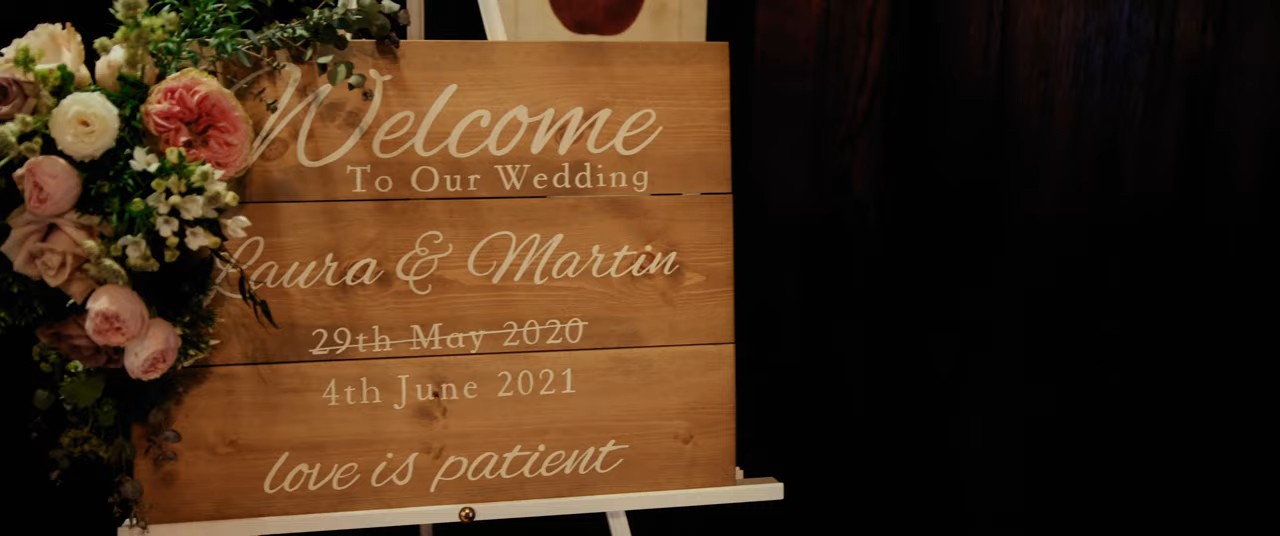 Welcome
To Our Wedding
Laura & Martin
29th May 2020
4th June 2021
love is patient